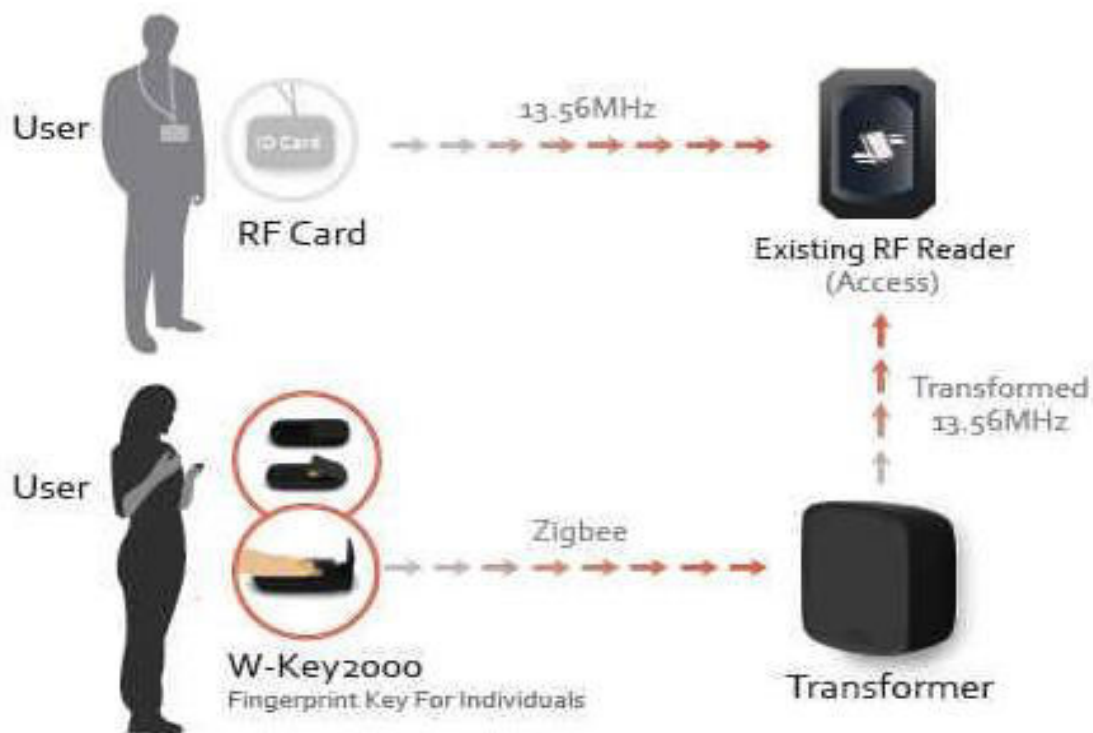 User
ID Card
RF Card
13.56MHz
Existing RF Reader
(Access)
Transformed
13.56MHz
User
Zigbee
W-Key2000
Fingerprint Key For Individuals
Transformer